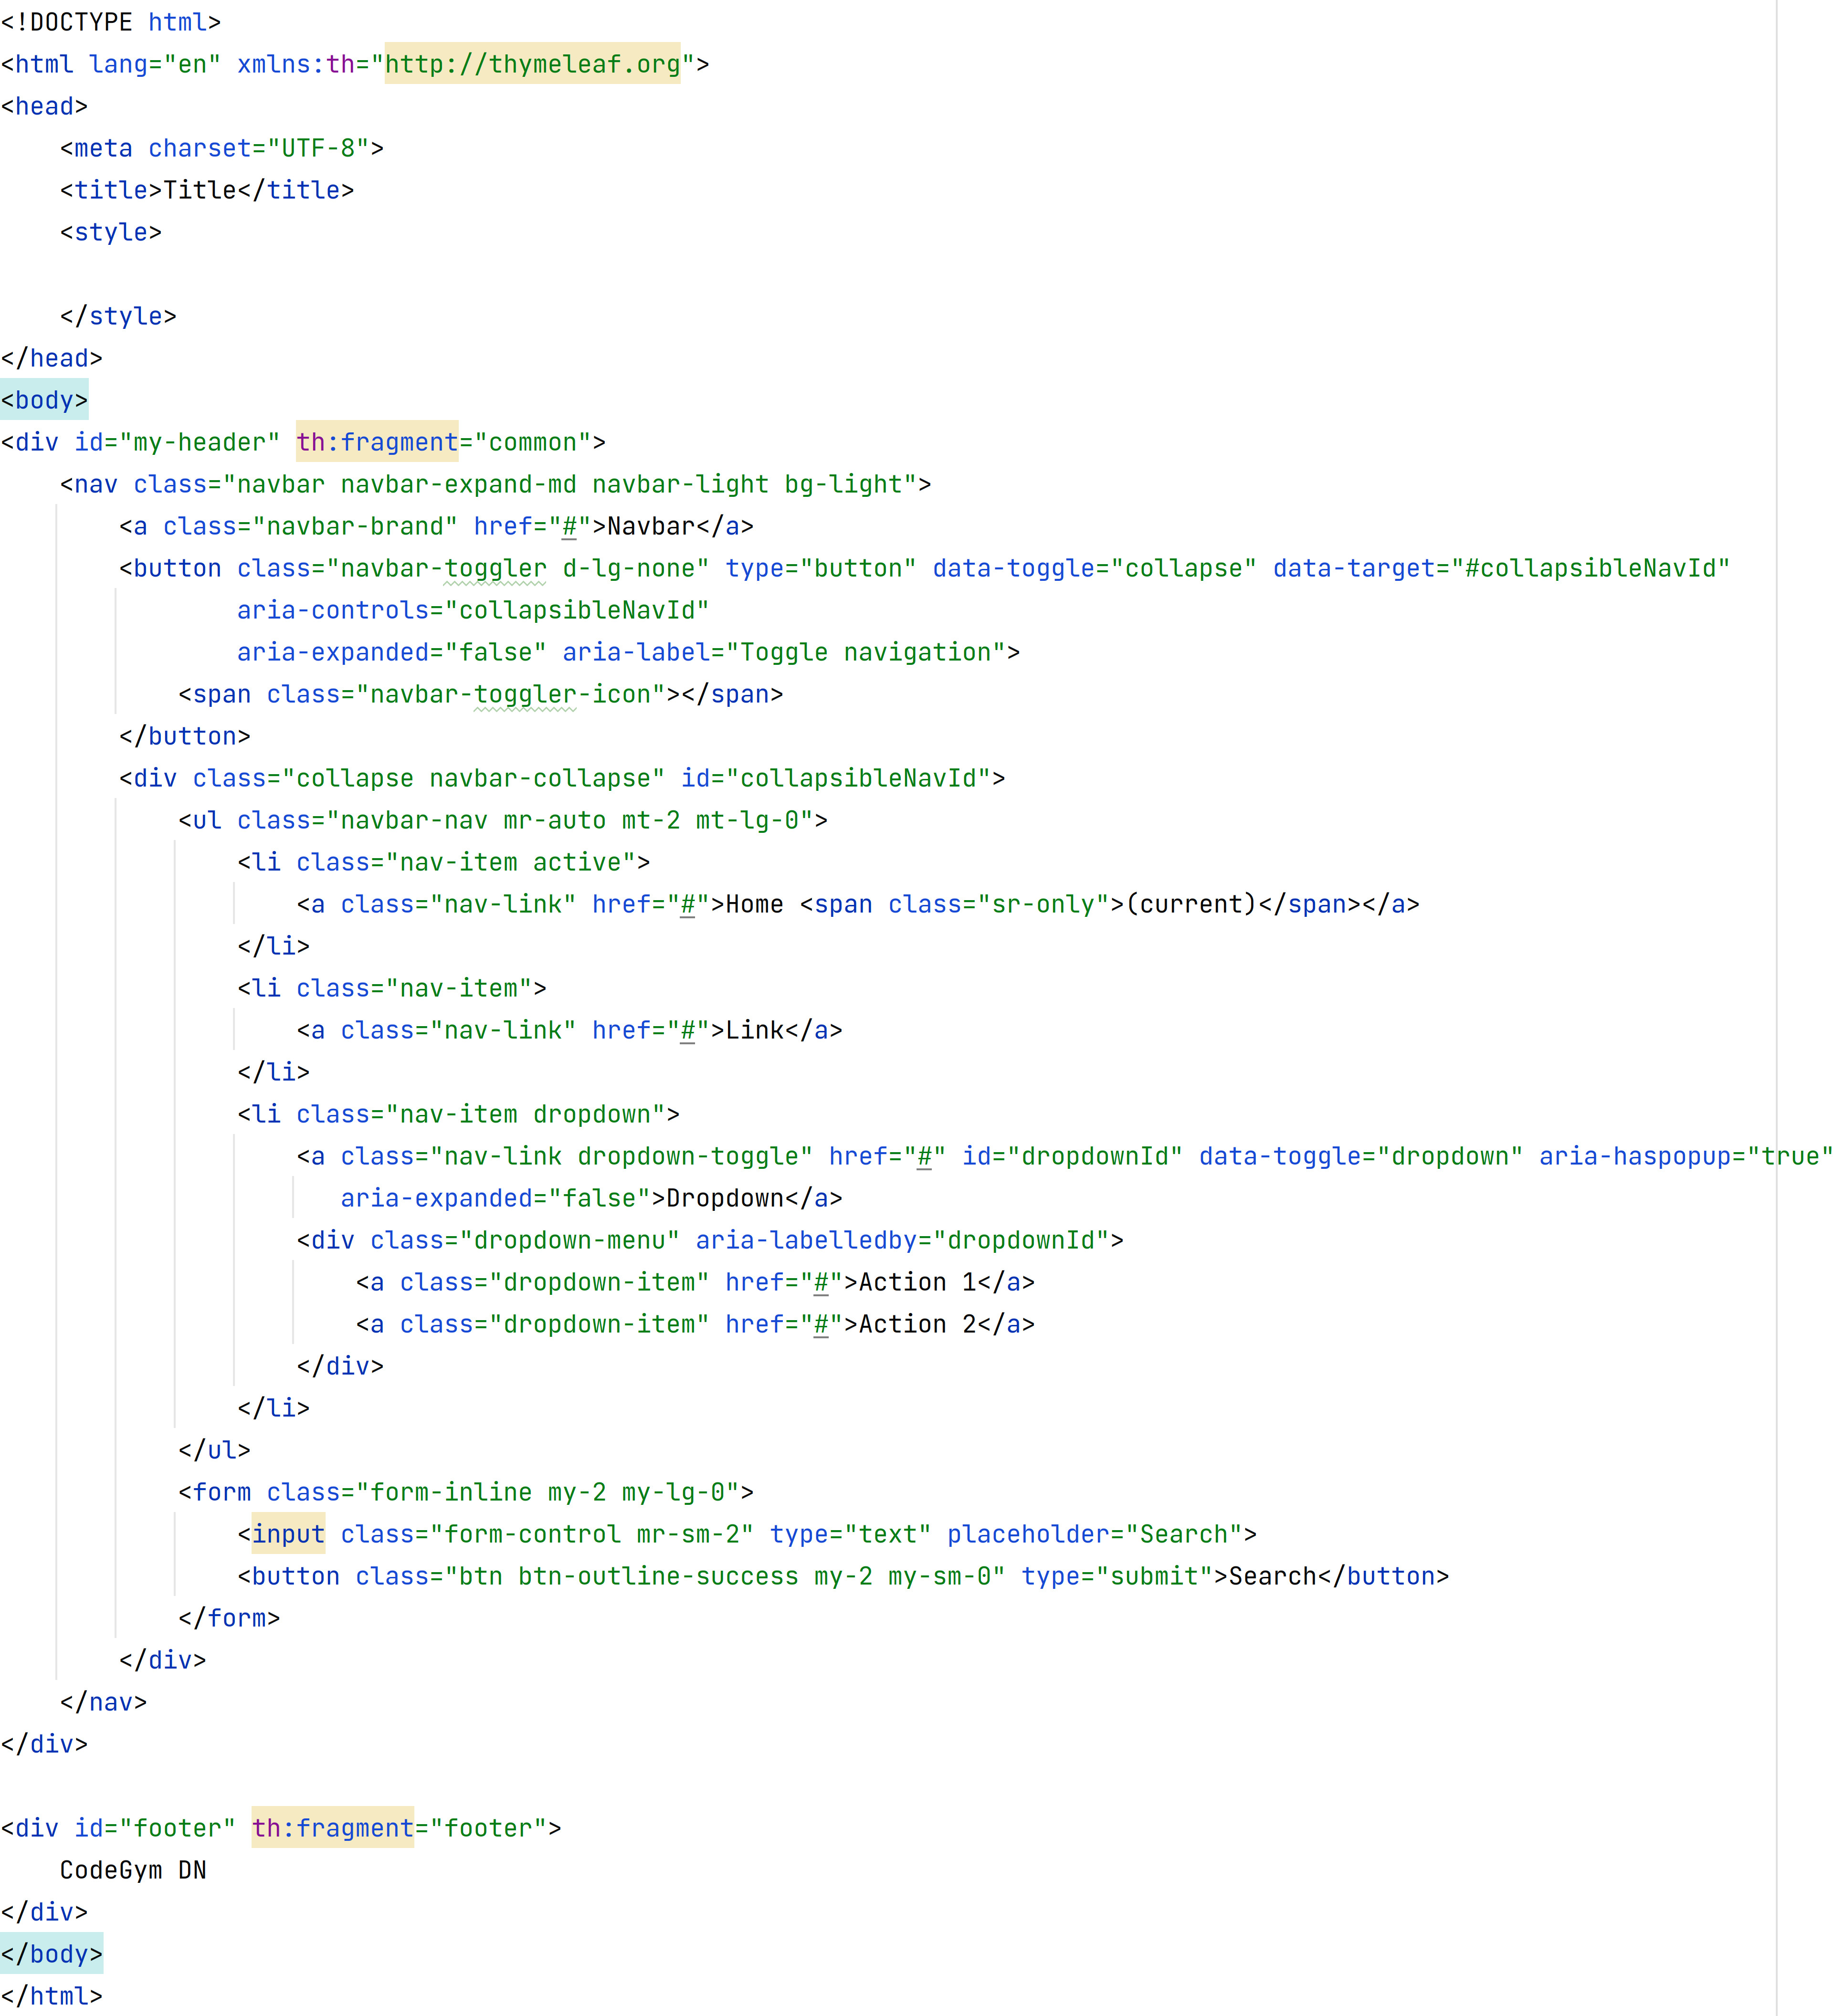 <!DOCTYPE html>
<html lang="en" xmlns:th="http://thymeleaf.org">
<head>
    <meta charset="UTF-8">
    <title>Title</title>
    <style>

    </style>
</head>
<body>
<div id="my-header" th:fragment="common">
    <nav class="navbar navbar-expand-md navbar-light bg-light">
        <a class="navbar-brand" href="#">Navbar</a>
        <button class="navbar-toggler d-lg-none" type="button" data-toggle="collapse" data-target="#collapsibleNavId"
                aria-controls="collapsibleNavId"
                aria-expanded="false" aria-label="Toggle navigation">
            <span class="navbar-toggler-icon"></span>
        </button>
        <div class="collapse navbar-collapse" id="collapsibleNavId">
            <ul class="navbar-nav mr-auto mt-2 mt-lg-0">
                <li class="nav-item active">
                    <a class="nav-link" href="#">Home <span class="sr-only">(current)</span></a>
                </li>
                <li class="nav-item">
                    <a class="nav-link" href="#">Link</a>
                </li>
                <li class="nav-item dropdown">
                    <a class="nav-link dropdown-toggle" href="#" id="dropdownId" data-toggle="dropdown" aria-haspopup="true"
                       aria-expanded="false">Dropdown</a>
                    <div class="dropdown-menu" aria-labelledby="dropdownId">
                        <a class="dropdown-item" href="#">Action 1</a>
                        <a class="dropdown-item" href="#">Action 2</a>
                    </div>
                </li>
            </ul>
            <form class="form-inline my-2 my-lg-0">
                <input class="form-control mr-sm-2" type="text" placeholder="Search">
                <button class="btn btn-outline-success my-2 my-sm-0" type="submit">Search</button>
            </form>
        </div>
    </nav>
</div>

<div id="footer" th:fragment="footer">
    CodeGym DN
</div>
</body>
</html>